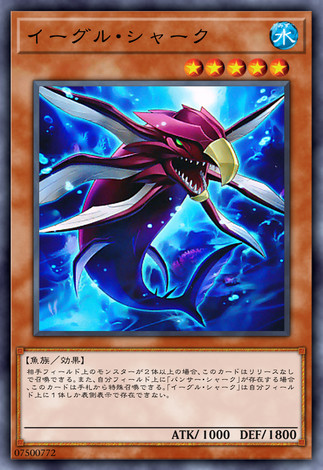 イーグル・シャーク
水
【魚族／効果】
相手フィールド上のモンスターが２体以上の場合、このカードはリリースなし
で召喚できる。また、自分フィールド上に「パンサー・シャーク」が存在する場合
、このカードは手札から特殊召喚できる。「イーグル・シャーク」は自分フィー
ルド上に１体しか表側表示で存在できない。
ATK/ 1000 DEF/1800
07500772